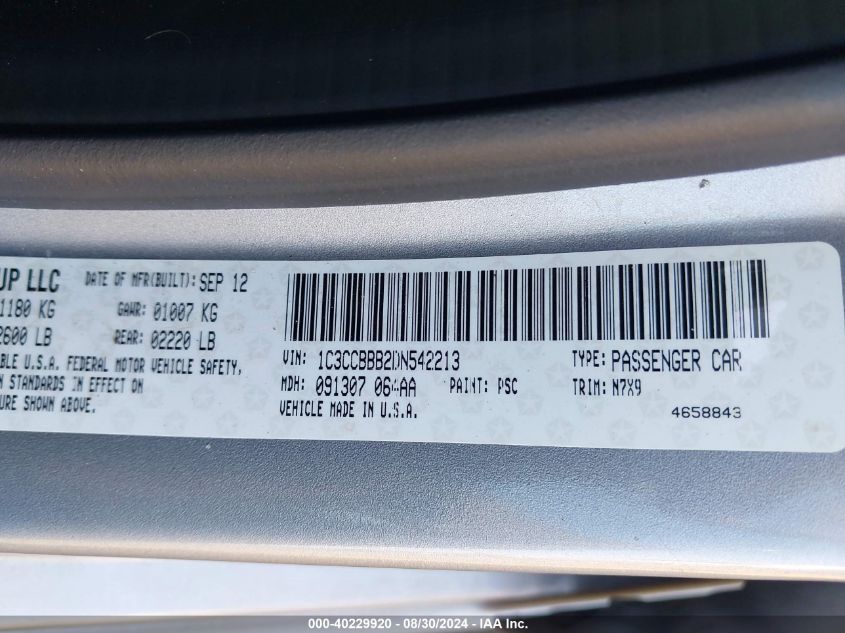 UP LLC DATE OF MFR(BUILT): SEP 12
1180 KG GAWR: 01007 KG
2600 LB REAR: 02220 LB
BLE U.S.A. FEDERAL MOTOR VEHICLE SAFETY,
N STANDARDS IN EFFECT ON
URE SHOWN ABOVE.
VIN: 1C3CCBBB2DN542213 TYPE: PASSENGER CAR
MDH: 091307 06 AA PAINT: PSC TRIM: N7X9
VEHICLE MADE IN U.S.A. 4658843
000-40229920 - 08/30/2024 - IAA Inc.